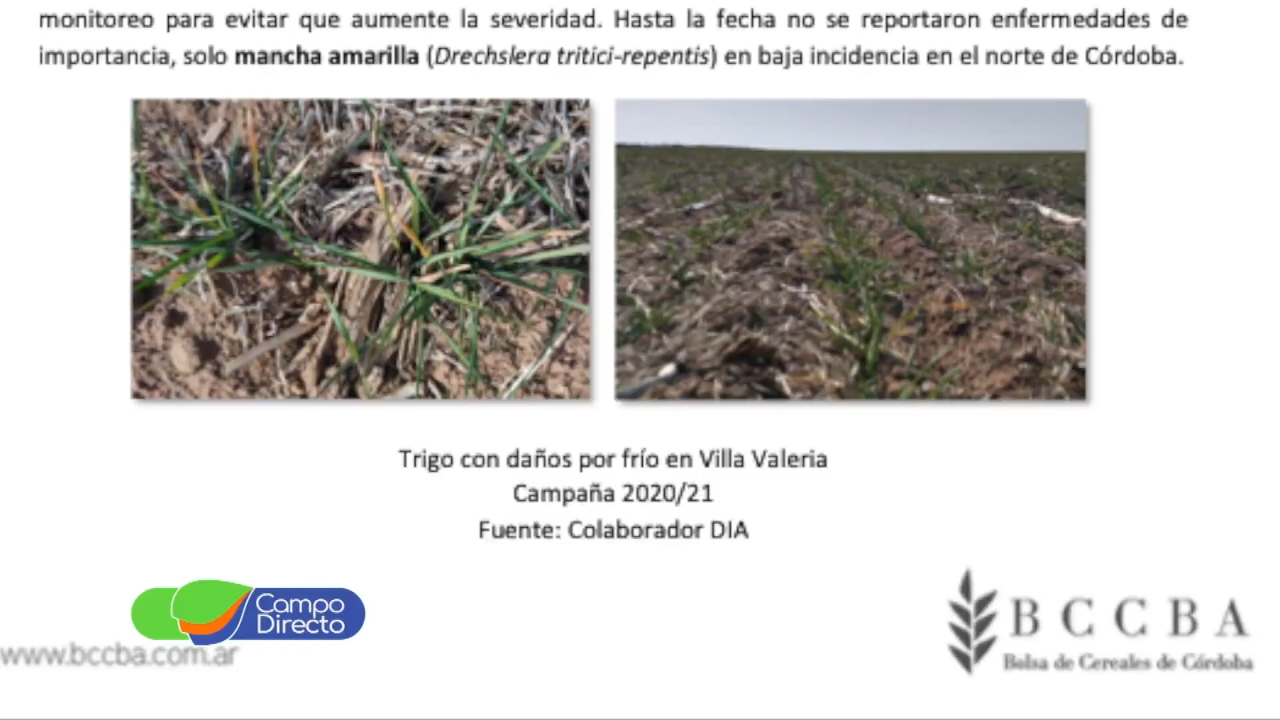 monitoreo para evitar que aumente la severidad. Hasta la fecha no se reportaron enfermedades de
importancia, solo mancha amarilla (Drechslera tritici-repentis) en baja incidencia en el norte de Córdoba.
Trigo con daños por frío en Villa Valeria
Campaña 2020/21
Fuente: Colaborador DIA
Campo
Directo
www.bccba.com.ar
BCCBA
Bolsa de Cereales de Córdoba